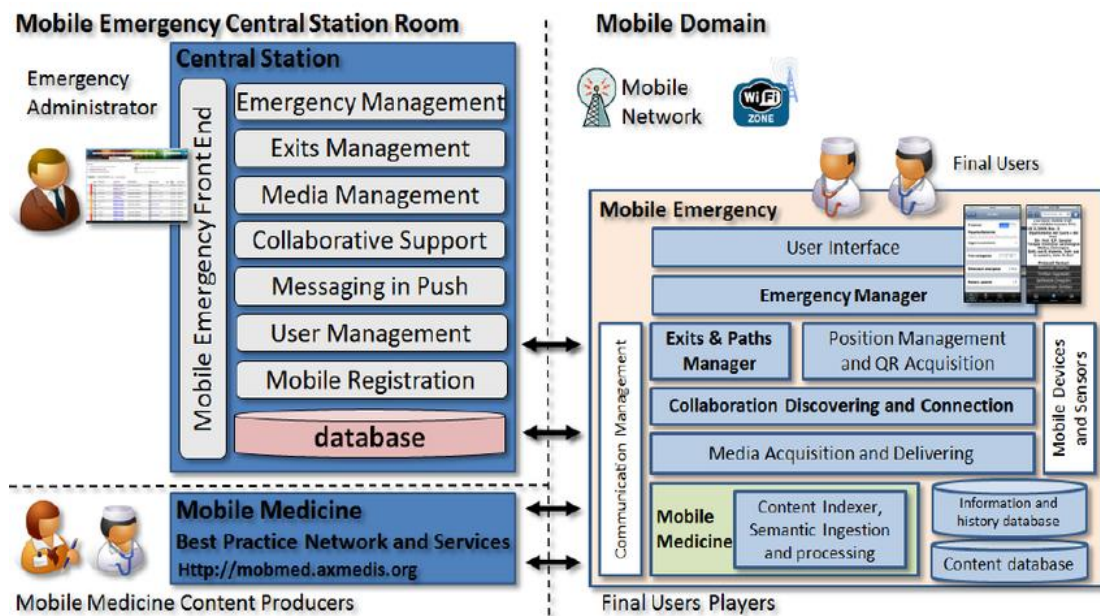 Mobile Emergency Central Station Room
Central Station
Emergency
Administrator
Mobile Emergency Front End
Emergency Management
Exits Management
Media Management
Collaborative Support
Messaging in Push
User Management
Mobile Registration
database
Mobile Medicine
Best Practice Network and Services
Http://mobmed.axmedis.org
Mobile Medicine Content Producers
Mobile Domain
Mobile
Network
WiFi
ZONE
Final Users
Mobile Emergency
User Interface
Emergency Manager
Communication Management
Exits & Paths
Manager
Position Management
and QR Acquisition
Mobile Devices
and Sensors
Collaboration Discovering and Connection
Media Acquisition and Delivering
Mobile
Medicine
Content Indexer,
Semantic Ingestion
and processing
Information and
history database
Content database
Final Users Players